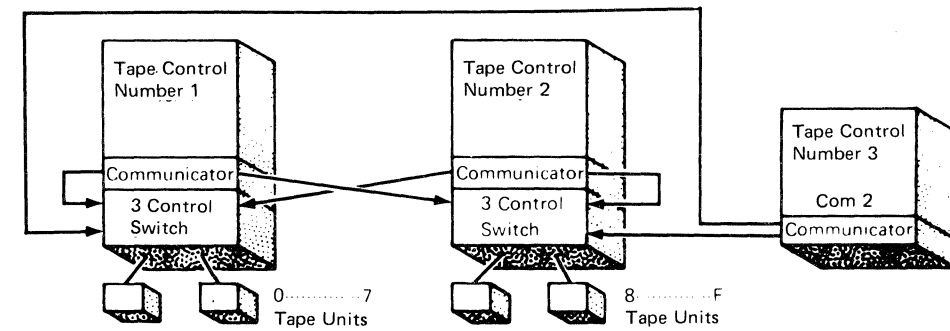 Tape Control
Number 1
Communicator
3 Control
Switch
0............7
Tape Units
Tape Control
Number 2
Communicator
3 Control
Switch
8............F
Tape Units
Tape Control
Number 3
Com 2
Communicator